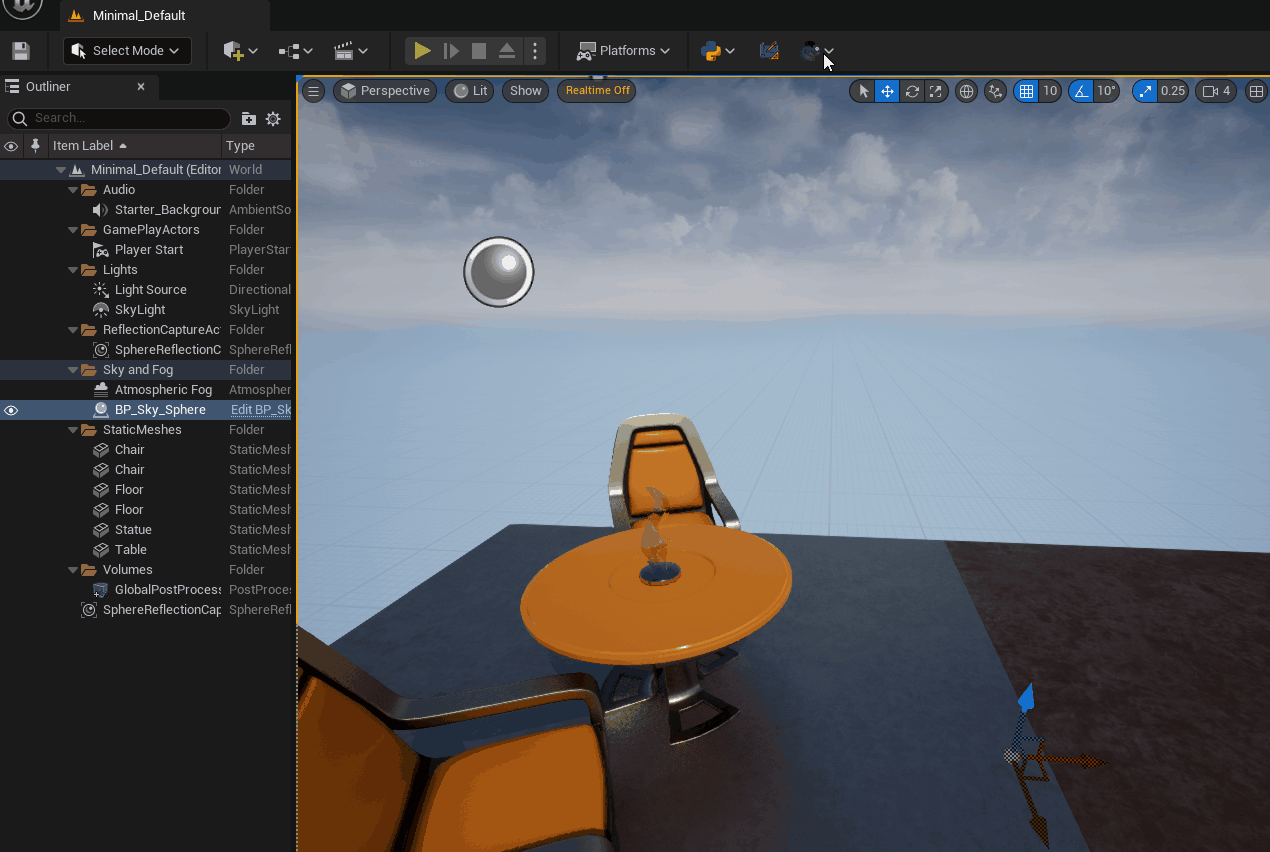 Minimal_Default
Select Mode
Platforms
Outliner
Perspective
Lit
Show
Realtime Off
10
10°
0.25
4
Search...
Item Label
Type
Minimal_Default (Editor World
Audio Folder
Starter_Backgroun AmbientSo
GamePlayActors Folder
Player Start PlayerStar
Lights Folder
Light Source Directional
SkyLight SkyLight
ReflectionCaptureAc Folder
SphereReflectionC SphereRefl
Sky and Fog Folder
Atmospheric Fog Atmospher
BP_Sky_Sphere Edit BP_Sk
StaticMeshes Folder
Chair StaticMesh
Chair StaticMesh
Floor StaticMesh
Floor StaticMesh
Statue StaticMesh
Table StaticMesh
Volumes Folder
GlobalPostProcess PostProces
SphereReflectionCap SphereRefl